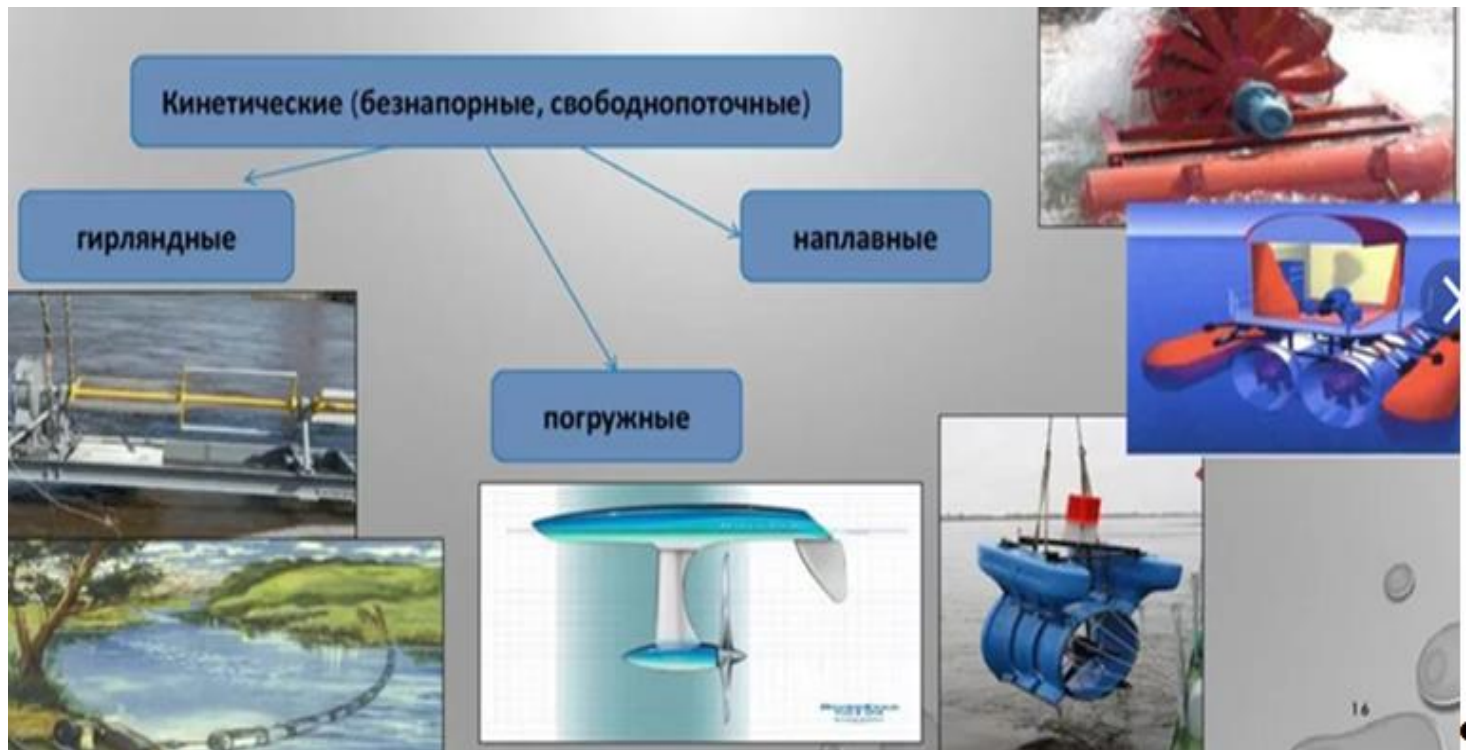 Кинетические (безнапорные, свободнопоточные)
гирляндные
наплавные
погружные
16